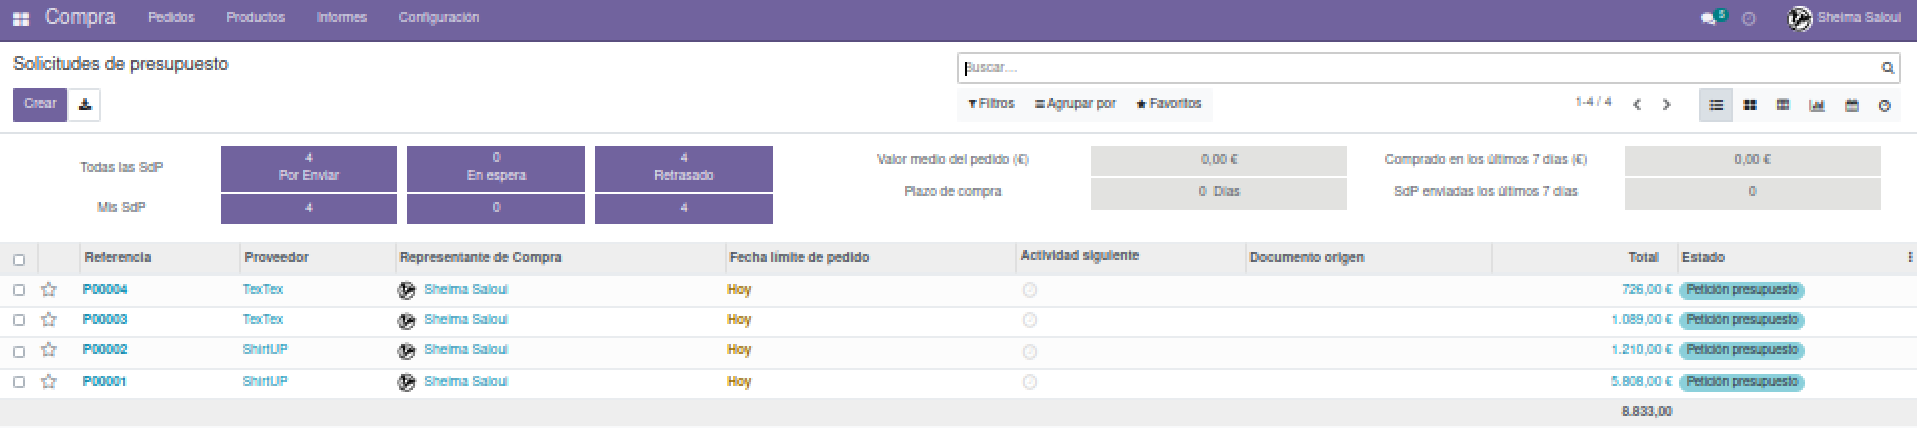 Compra Pedidos Productos Informes Configuración 5 Sheima Saloui
Solicitudes de presupuesto
Buscar...
Crear
Filtros Agrupar por Favoritos 1-4 / 4
Todas las SdP
4 Por Enviar
0 En espera
4 Retrasado
Mis SdP 4 0 4
Valor medio del pedido (€) 0,00 €
Comprado en los últimos 7 días (€) 0,00 €
Plazo de compra 0 Días
SdP enviadas los últimos 7 días 0
Referencia Proveedor Representante de Compra Fecha límite de pedido Actividad siguiente Documento origen Total Estado
P00004 TexTex Sheima Saloui Hoy 726,00 € Petición presupuesto
P00003 TexTex Sheima Saloui Hoy 1.089,00 € Petición presupuesto
P00002 ShirtUP Sheima Saloui Hoy 1.210,00 € Petición presupuesto
P00001 ShirtUP Sheima Saloui Hoy 5.808,00 € Petición presupuesto
8.833,00